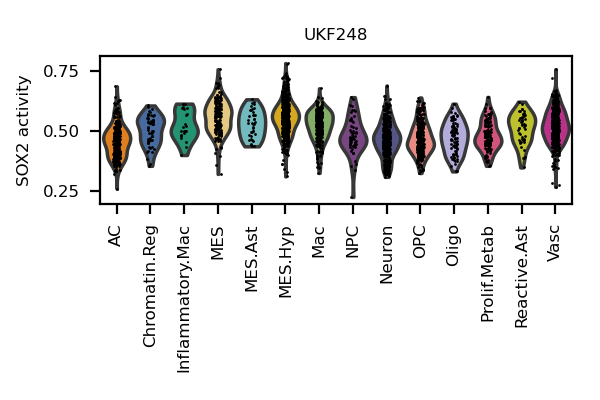 UKF248
SOX2 activity
0.75
0.50
0.25
AC
Chromatin.Reg
Inflammatory.Mac
MES
MES.Ast
MES.Hyp
Mac
NPC
Neuron
OPC
Oligo
Prolif.Metab
Reactive.Ast
Vasc